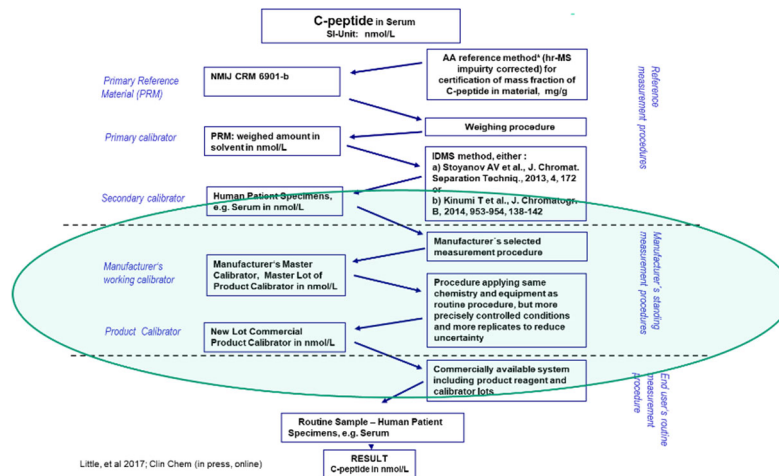 C-peptide in Serum
SI-Unit: nmol/L
AA reference method* (hr-MS
impuirty corrected) for
certification of mass fraction of
C-peptide in material, mg/g
Primary Reference
Material (PRM)
NMIJ CRM 6901-b
Reference
measurement procedures
Weighing procedure
Primary calibrator
PRM: weighed amount in
solvent in nmol/L
IDMS method, either :
a) Stoyanov AV et al., J. Chromat.
Separation Techniq., 2013, 4, 172
or
b) Kinumi T et al., J. Chromatogr.
B, 2014, 953-954, 138-142
Secondary calibrator
Human Patient Specimens,
e.g. Serum in nmol/L
Manufacturer´s selected
measurement procedure
Manufacturer's standing
measurement procedures
Manufacturer's
working calibrator
Manufacturer's Master
Calibrator, Master Lot of
Product Calibrator in nmol/L
Procedure applying same
chemistry and equipment as
routine procedure, but more
precisely controlled conditions
and more replicates to reduce
uncertainty
Product Calibrator
New Lot Commercial
Product Calibrator in nmol/L
Commercially available system
including product reagent and
calibrator lots
End user's routine
measurement
procedure
Routine Sample – Human Patient
Specimens, e.g. Serum
RESULT
C-peptide in nmol/L
Little, et al 2017; Clin Chem (in press, online)